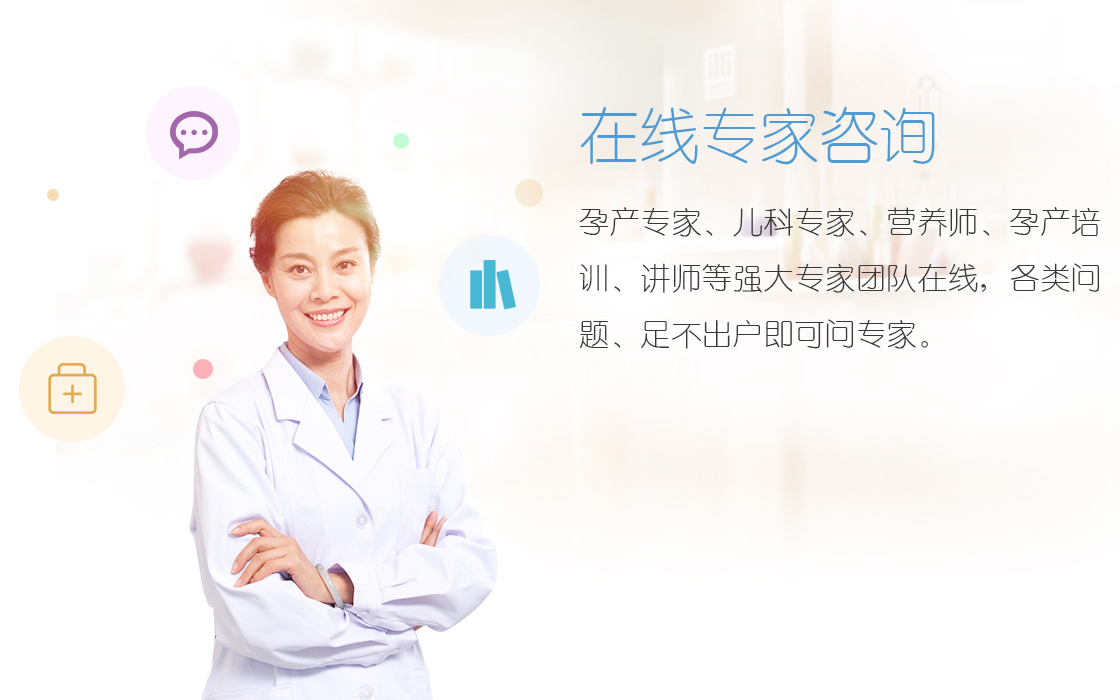 在线专家咨询
孕产专家、儿科专家、营养师、孕产培
训、讲师等强大专家团队在线，各类问
题、足不出户即可问专家。